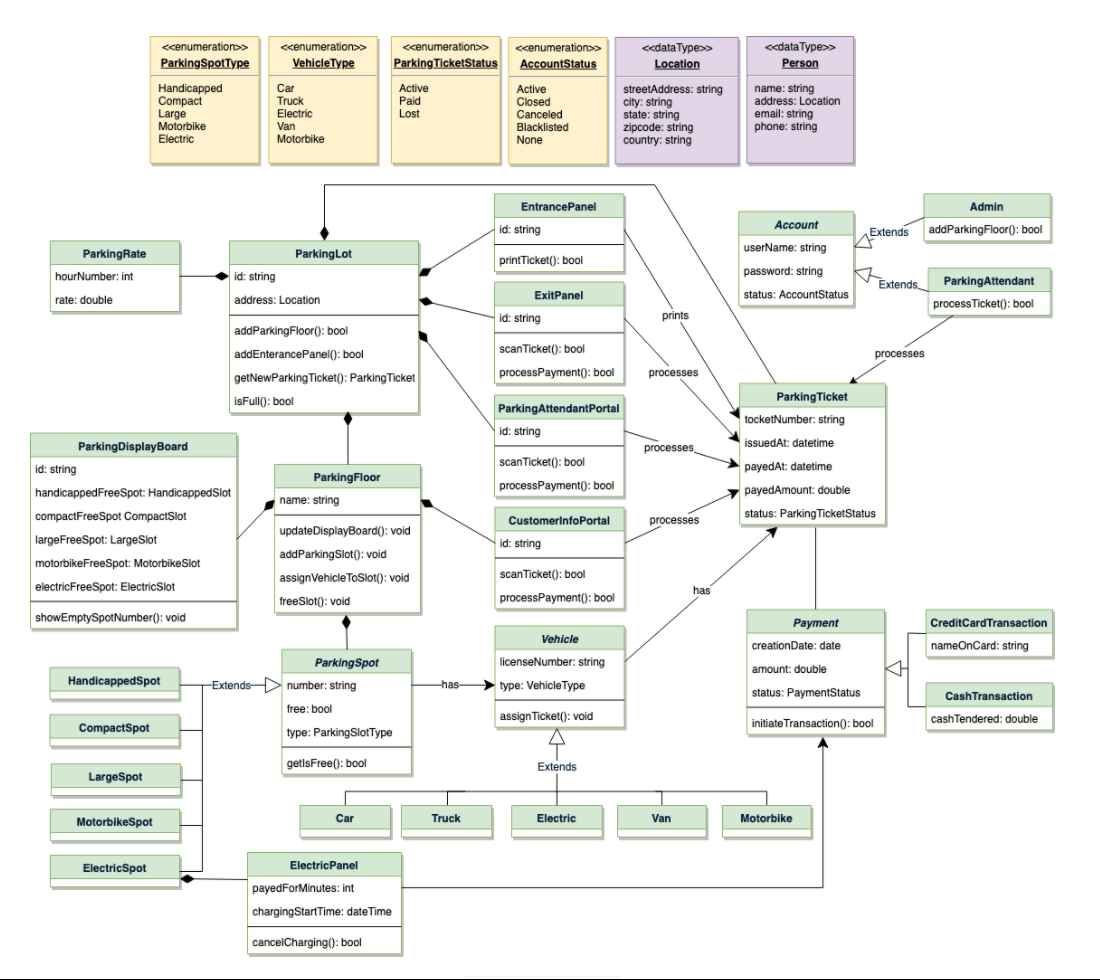 <<enumeration>>
ParkingSpotType
Handicapped
Compact
Large
Motorbike
Electric
<<enumeration>>
VehicleType
Car
Truck
Electric
Van
Motorbike
<<enumeration>>
ParkingTicketStatus
Active
Paid
Lost
<<enumeration>>
AccountStatus
Active
Closed
Canceled
Blacklisted
None
<<dataType>>
Location
streetAddress: string
city: string
state: string
zipcode: string
country: string
<<dataType>>
Person
name: string
address: Location
email: string
phone: string
ParkingRate
hourNumber: int
rate: double
ParkingLot
id: string
address: Location
addParkingFloor(): bool
addEnterancePanel(): bool
getNewParkingTicket(): ParkingTicket
isFull(): bool
EntrancePanel
id: string
printTicket(): bool
ExitPanel
id: string
scanTicket(): bool
processPayment(): bool
ParkingAttendantPortal
id: string
scanTicket(): bool
processPayment(): bool
CustomerInfoPortal
id: string
scanTicket(): bool
processPayment(): bool
prints
processes
processes
processes
Account
userName: string
password: string
status: AccountStatus
Extends
Extends
Admin
addParkingFloor(): bool
ParkingAttendant
processTicket(): bool
processes
ParkingTicket
tocketNumber: string
issuedAt: datetime
payedAt: datetime
payedAmount: double
status: ParkingTicketStatus
ParkingDisplayBoard
id: string
handicappedFreeSpot: HandicappedSlot
compactFreeSpot CompactSlot
largeFreeSpot: LargeSlot
motorbikeFreeSpot: MotorbikeSlot
electricFreeSpot: ElectricSlot
showEmptySpotNumber(): void
ParkingFloor
name: string
updateDisplayBoard(): void
addParkingSlot(): void
assignVehicleToSlot(): void
freeSlot(): void
HandicappedSpot
CompactSpot
LargeSpot
MotorbikeSpot
ElectricSpot
Extends
ParkingSpot
number: string
free: bool
type: ParkingSlotType
getIsFree(): bool
has
Vehicle
licenseNumber: string
type: VehicleType
assignTicket(): void
has
Extends
Car
Truck
Electric
Van
Motorbike
Payment
creationDate: date
amount: double
status: PaymentStatus
initiateTransaction(): bool
CreditCardTransaction
nameOnCard: string
CashTransaction
cashTendered: double
ElectricPanel
payedForMinutes: int
chargingStartTime: dateTime
cancelCharging(): bool